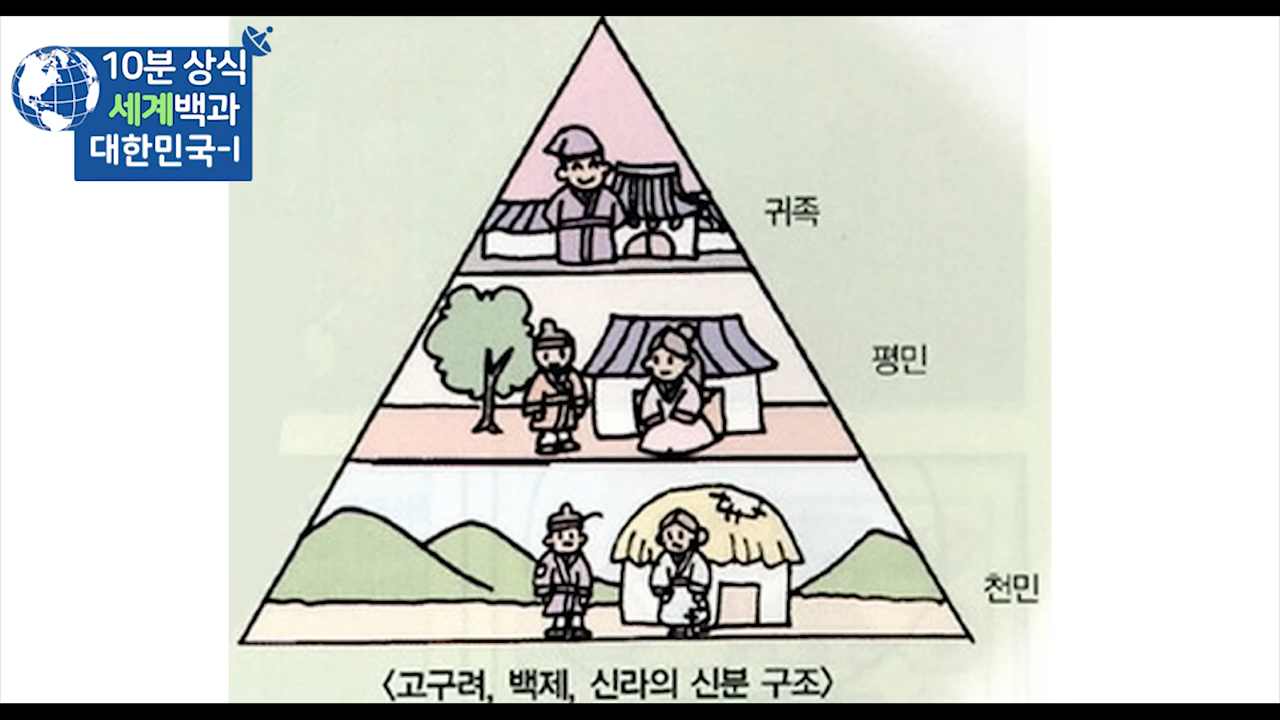 10분 상식
세계백과
대한민국-I
귀족
평민
천민
<고구려, 백제, 신라의 신분 구조>